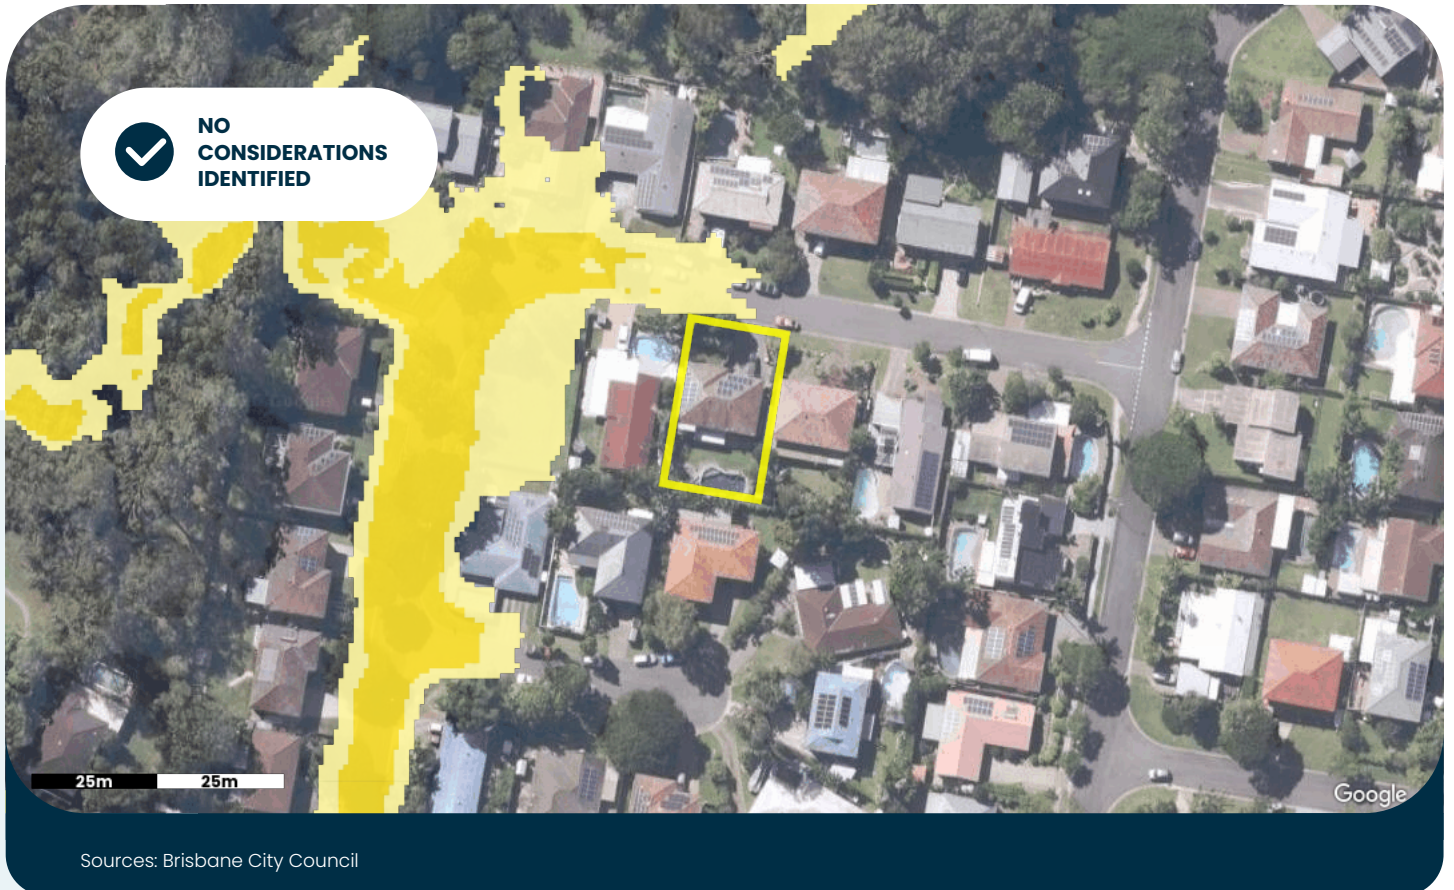 NO
CONSIDERATIONS
IDENTIFIED
25m 25m
Google
Sources: Brisbane City Council